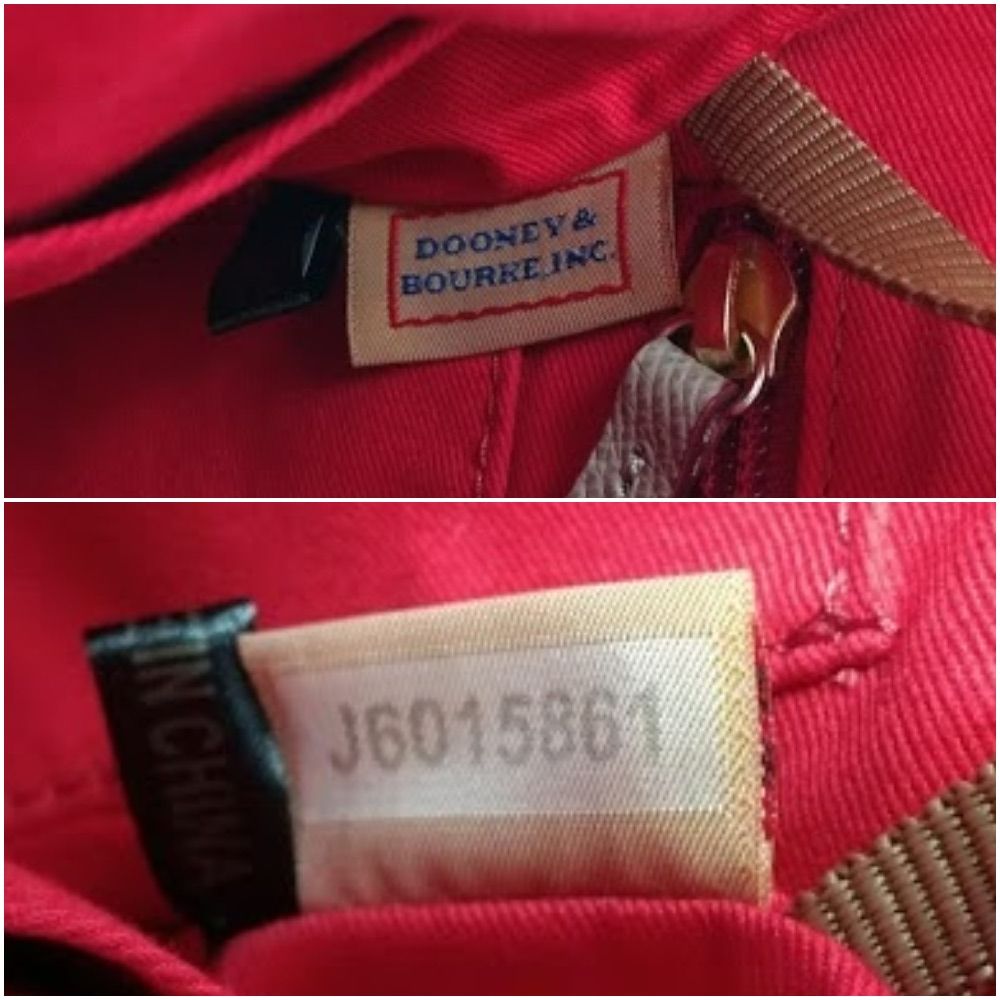 DOONEY &
BOURKE, INC.
J6015861
IN CHINA